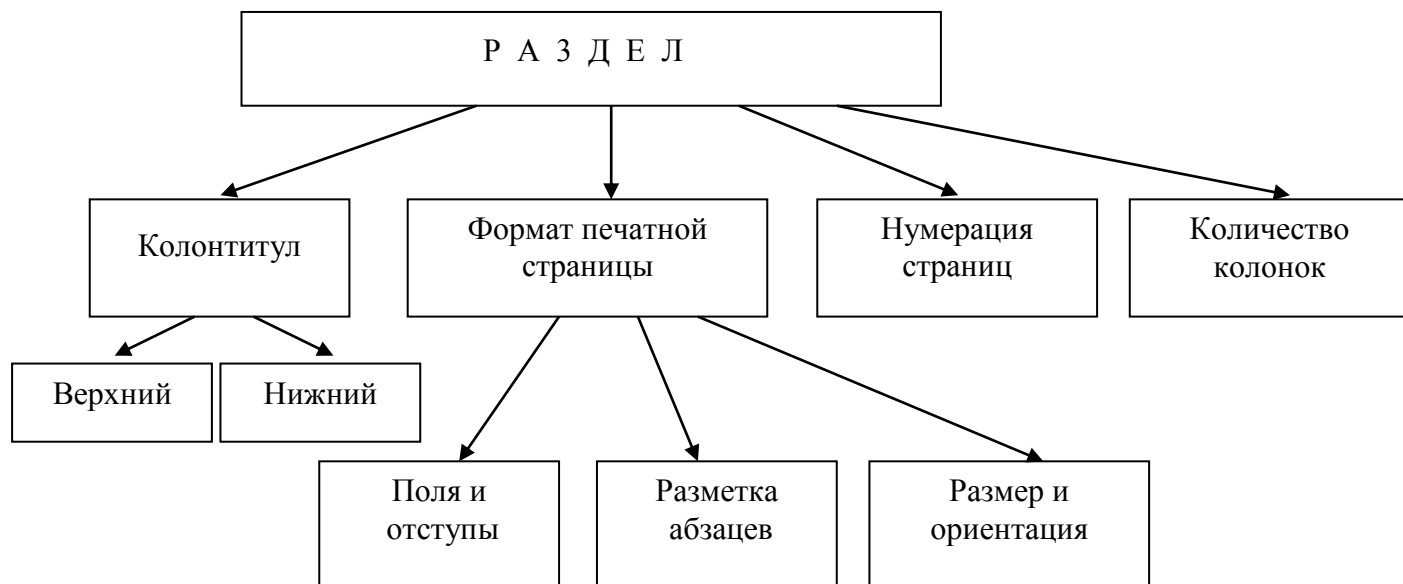 Р А З Д Е Л
Колонтитул
Формат печатной
страницы
Нумерация
страниц
Количество
колонок
Верхний
Нижний
Поля и
отступы
Разметка
абзацев
Размер и
ориентация